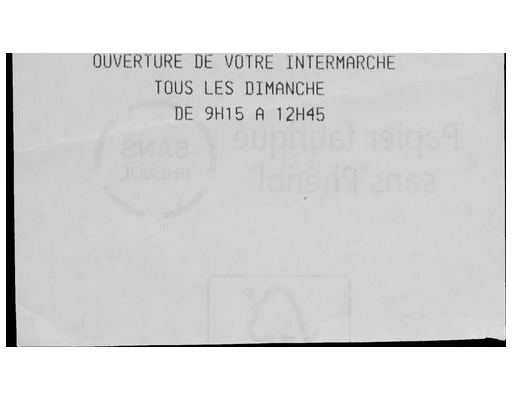 OUVERTURE DE VOTRE INTERMARCHE
TOUS LES DIMANCHE
DE 9H15 A 12H45
Papier fabriqué
sans Phénol
SANS
PHENOL